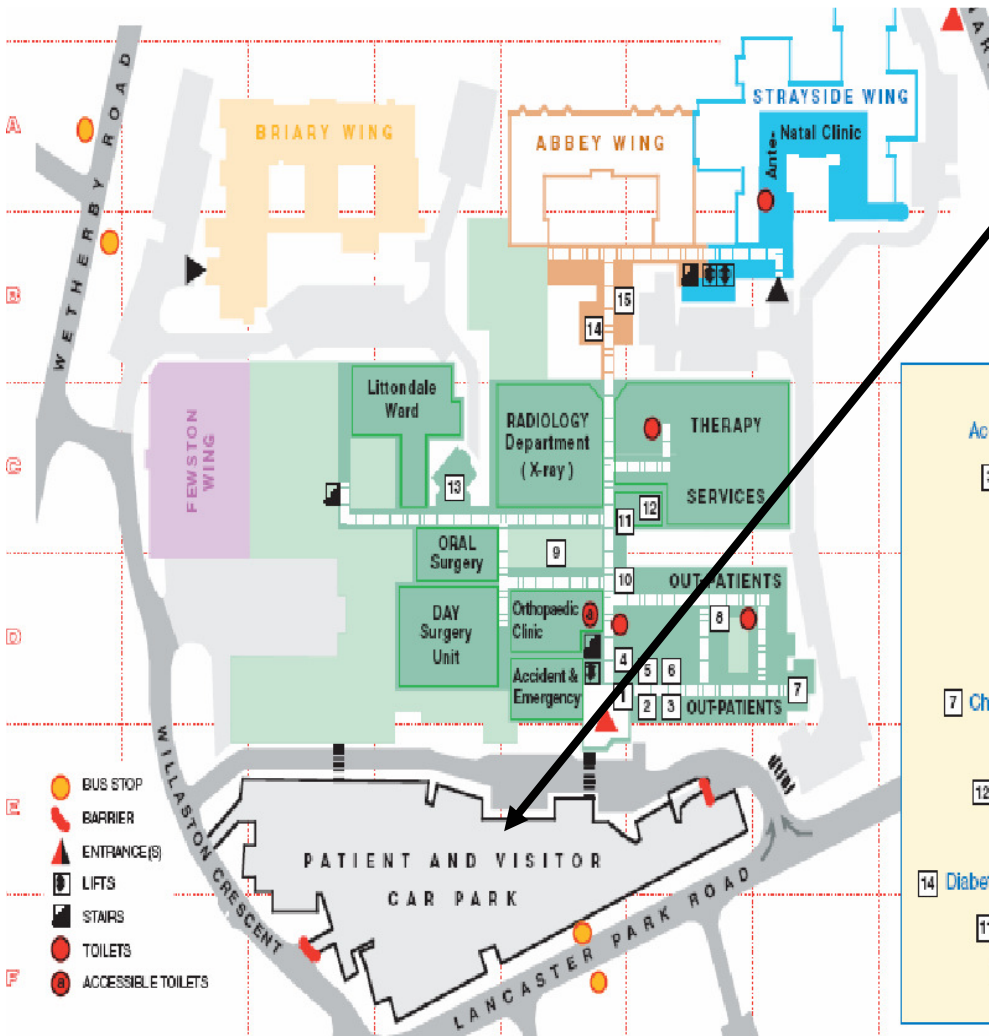 WETHERBY ROAD
A
B
C
D
E
F
BRIARY WING
ABBEY WING
STRAYSIDE WING
Ante-Natal Clinic
15
14
FEWSTON
WING
Littondale
Ward
RADIOLOGY
Department
( X-ray )
THERAPY
SERVICES
13
12
11
ORAL
Surgery
9
10
OUT-PATIENTS
DAY
Surgery
Unit
Orthopaedic
Clinic
a
8
4
5
6
Accident &
Emergency
1
2
3
OUT-PATIENTS
7
WILLASTON CRESCENT
PATIENT AND VISITOR
CAR PARK
LANCASTER PARK ROAD
BUS STOP
BARRIER
ENTRANCE(S)
LIFTS
STAIRS
TOILETS
a ACCESSIBLE TOILETS
Ac
7 Ch
12
14 Diabet